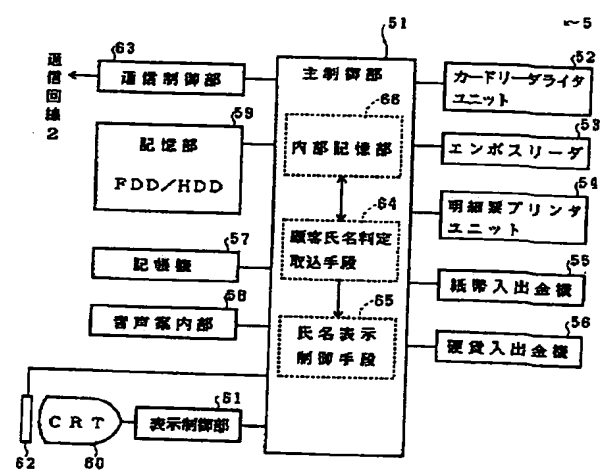 51
~5
63
通信制御部
通
信
回
線
2
主制御部
52
カードリーダライタ
ユニット
59
記憶部
FDD/HDD
66
内部記憶部
53
エンボスリーダ
54
明細票プリンタ
ユニット
64
顧客氏名判定
取込手段
57
記帳機
55
紙幣入出金機
58
音声案内部
65
氏名表示
制御手段
56
硬貨入出金機
CRT
61
表示制御部
62
60